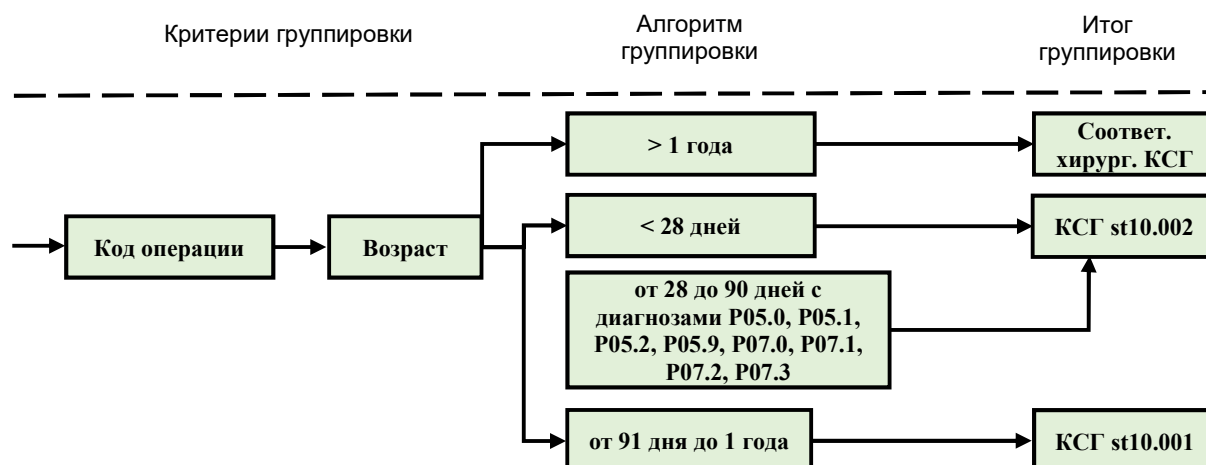 Критерии группировки
Алгоритм
группировки
Итог
группировки
> 1 года
Соответ.
хирург. КСГ
Код операции
Возраст
< 28 дней
КСГ st10.002
от 28 до 90 дней с
диагнозами P05.0, P05.1,
P05.2, P05.9, P07.0, P07.1,
P07.2, P07.3
от 91 дня до 1 года
КСГ st10.001